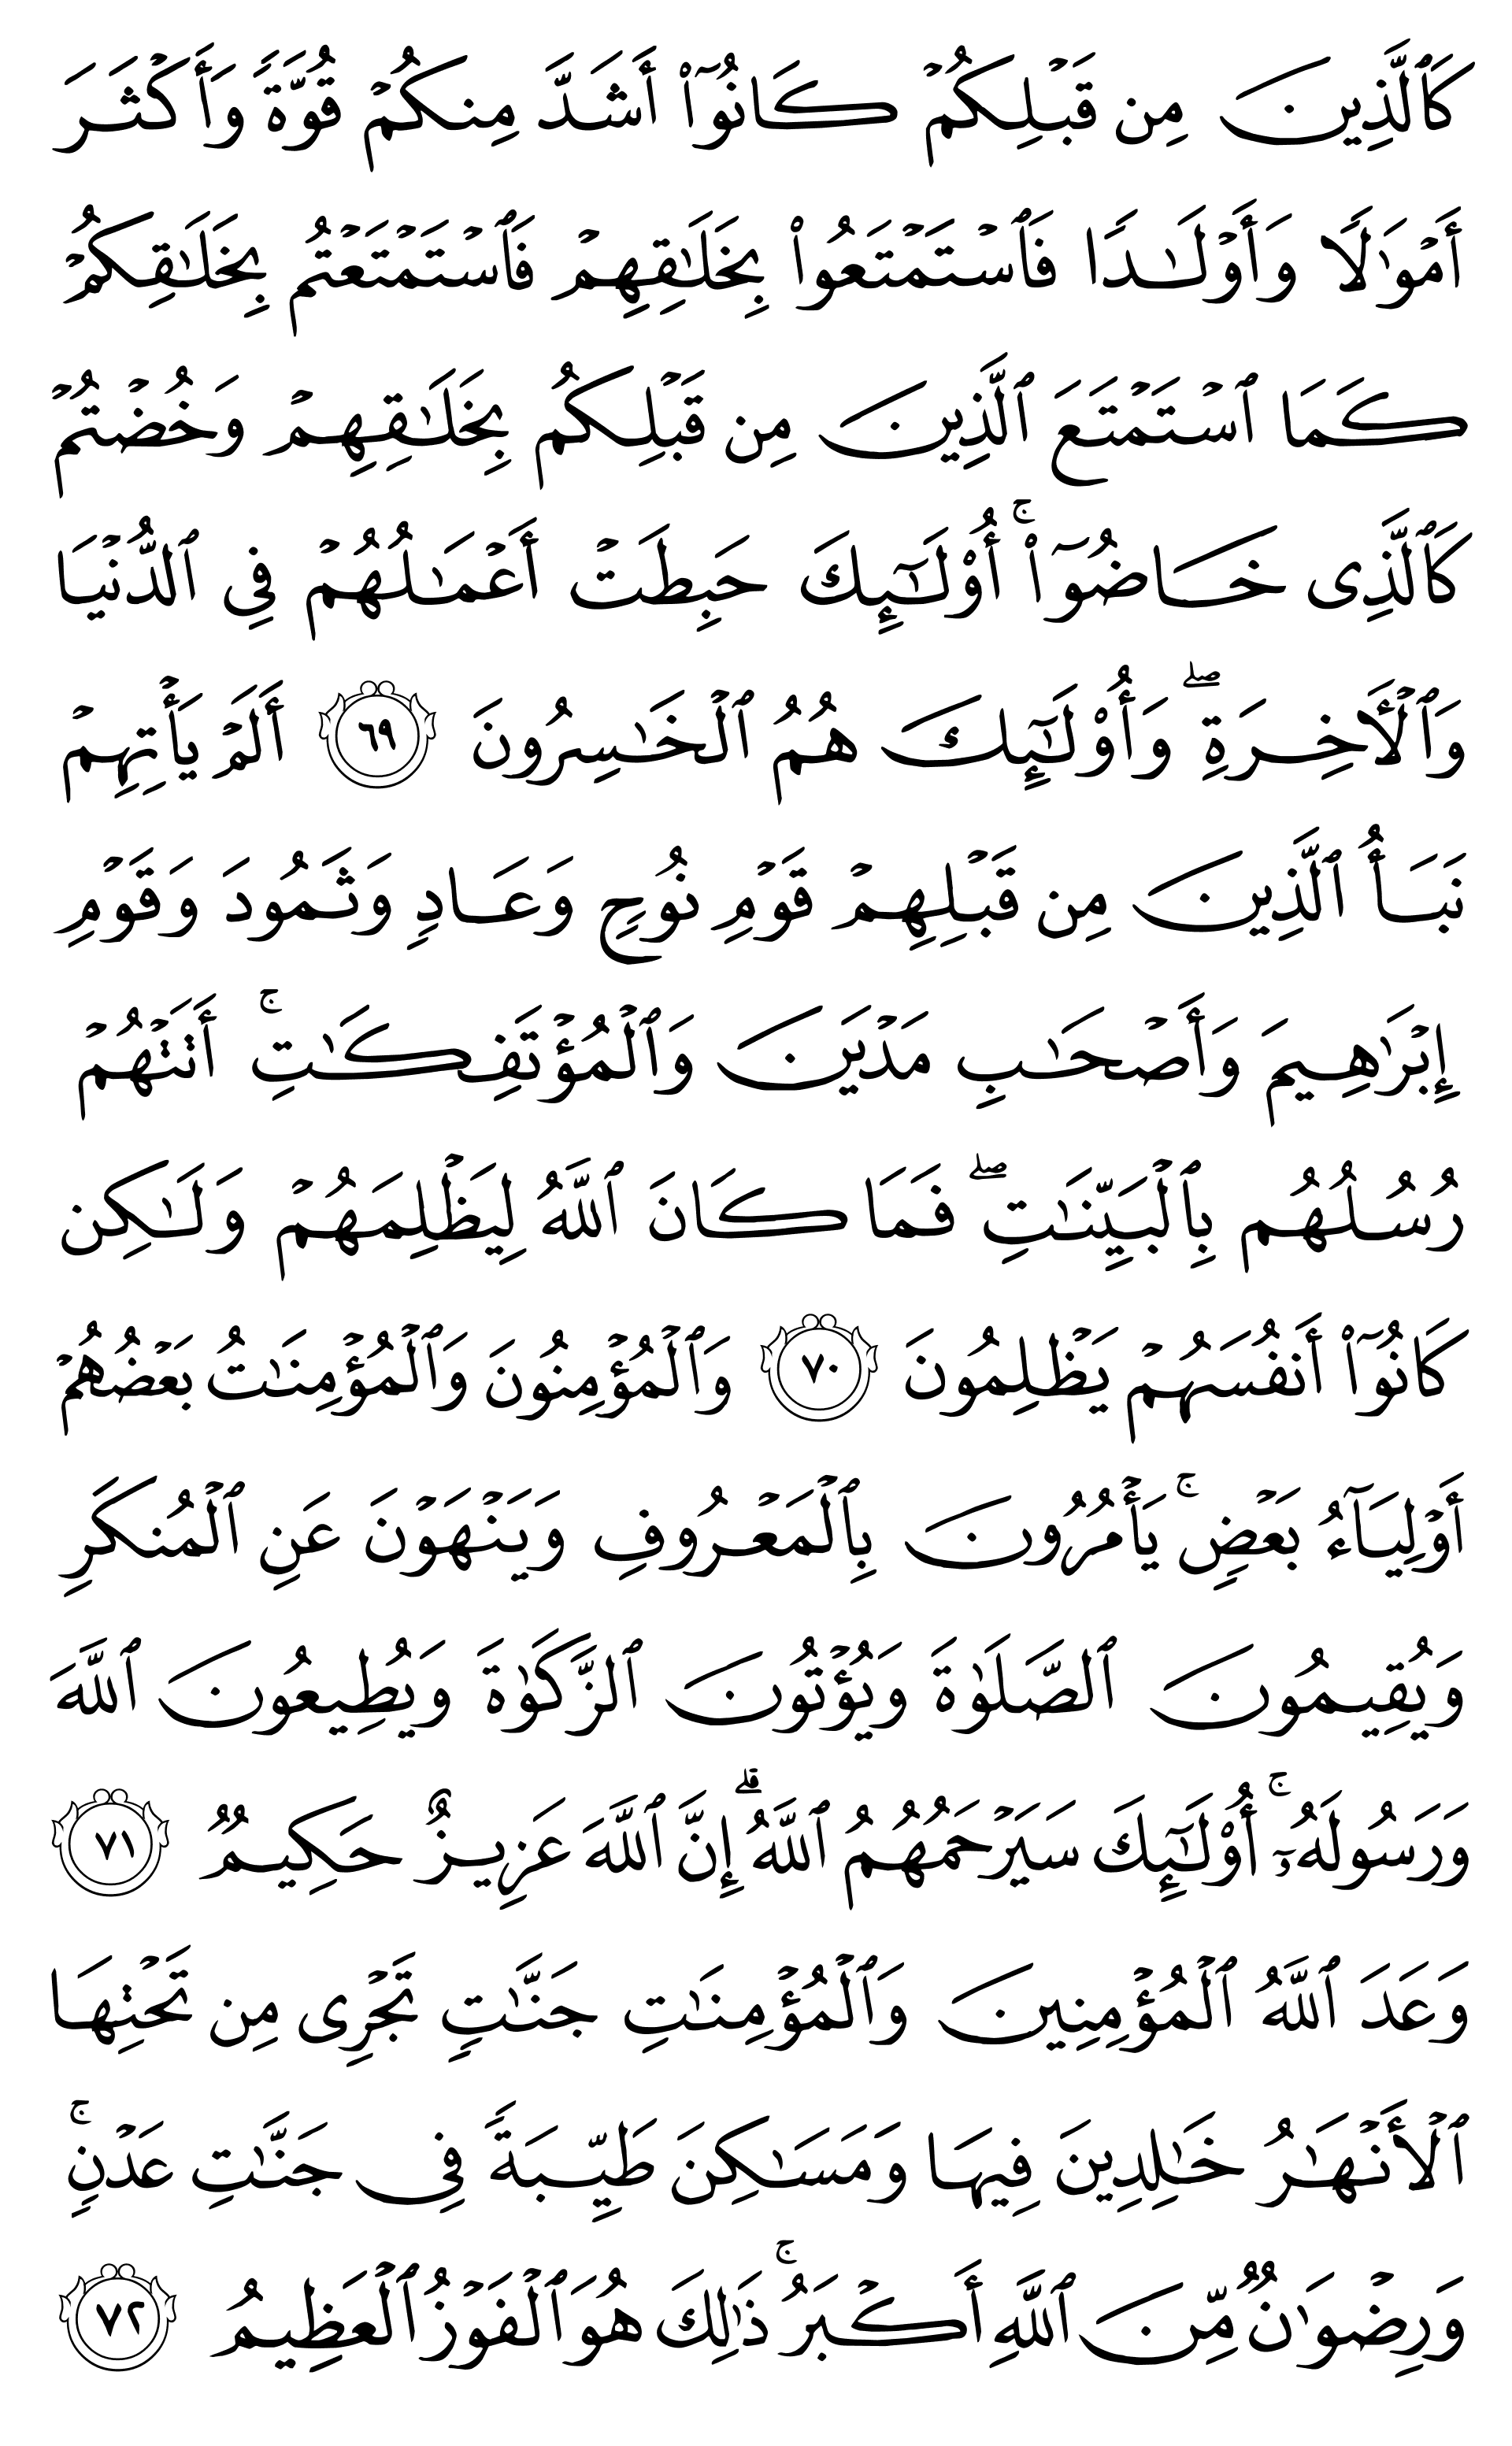 كَٱلَّذِينَ مِن قَبْلِكُمْ كَانُوٓا۟ أَشَدَّ مِنكُمْ قُوَّةً وَأَكْثَرَ
أَمْوَٰلًا وَأَوْلَـٰدًا فَٱسْتَمْتَعُوا۟ بِخَلَـٰقِهِمْ فَٱسْتَمْتَعْتُم بِخَلَـٰقِكُمْ
كَمَا ٱسْتَمْتَعَ ٱلَّذِينَ مِن قَبْلِكُم بِخَلَـٰقِهِمْ وَخُضْتُمْ
كَٱلَّذِى خَاضُوٓا۟ ۚ أُو۟لَـٰٓئِكَ حَبِطَتْ أَعْمَـٰلُهُمْ فِى ٱلدُّنْيَا
وَٱلْـَٔاخِرَةِ ۖ وَأُو۟لَـٰٓئِكَ هُمُ ٱلْخَـٰسِرُونَ ٦٩ أَلَمْ يَأْتِهِمْ
نَبَأُ ٱلَّذِينَ مِن قَبْلِهِمْ قَوْمِ نُوحٍ وَعَادٍ وَثَمُودَ وَقَوْمِ
إِبْرَٰهِيمَ وَأَصْحَـٰبِ مَدْيَنَ وَٱلْمُؤْتَفِكَـٰتِ ۚ أَتَتْهُمْ
رُسُلُهُم بِٱلْبَيِّنَـٰتِ ۖ فَمَا كَانَ ٱللَّهُ لِيَظْلِمَهُمْ وَلَـٰكِن
كَانُوٓا۟ أَنفُسَهُمْ يَظْلِمُونَ ٧٠ وَٱلْمُؤْمِنُونَ وَٱلْمُؤْمِنَـٰتُ بَعْضُهُمْ
أَوْلِيَآءُ بَعْضٍ ۚ يَأْمُرُونَ بِٱلْمَعْرُوفِ وَيَنْهَوْنَ عَنِ ٱلْمُنكَرِ
وَيُقِيمُونَ ٱلصَّلَوٰةَ وَيُؤْتُونَ ٱلزَّكَوٰةَ وَيُطِيعُونَ ٱللَّهَ
وَرَسُولَهُۥٓ ۚ أُو۟لَـٰٓئِكَ سَيَرْحَمُهُمُ ٱللَّهُ ۗ إِنَّ ٱللَّهَ عَزِيزٌ حَكِيمٌ ٧١
وَعَدَ ٱللَّهُ ٱلْمُؤْمِنِينَ وَٱلْمُؤْمِنَـٰتِ جَنَّـٰتٍ تَجْرِى مِن تَحْتِهَا
ٱلْأَنْهَـٰرُ خَـٰلِدِينَ فِيهَا وَمَسَـٰكِنَ طَيِّبَةً فِى جَنَّـٰتِ عَدْنٍ ۚ
وَرِضْوَٰنٌ مِّنَ ٱللَّهِ أَكْبَرُ ۚ ذَٰلِكَ هُوَ ٱلْفَوْزُ ٱلْعَظِيمُ ٧٢